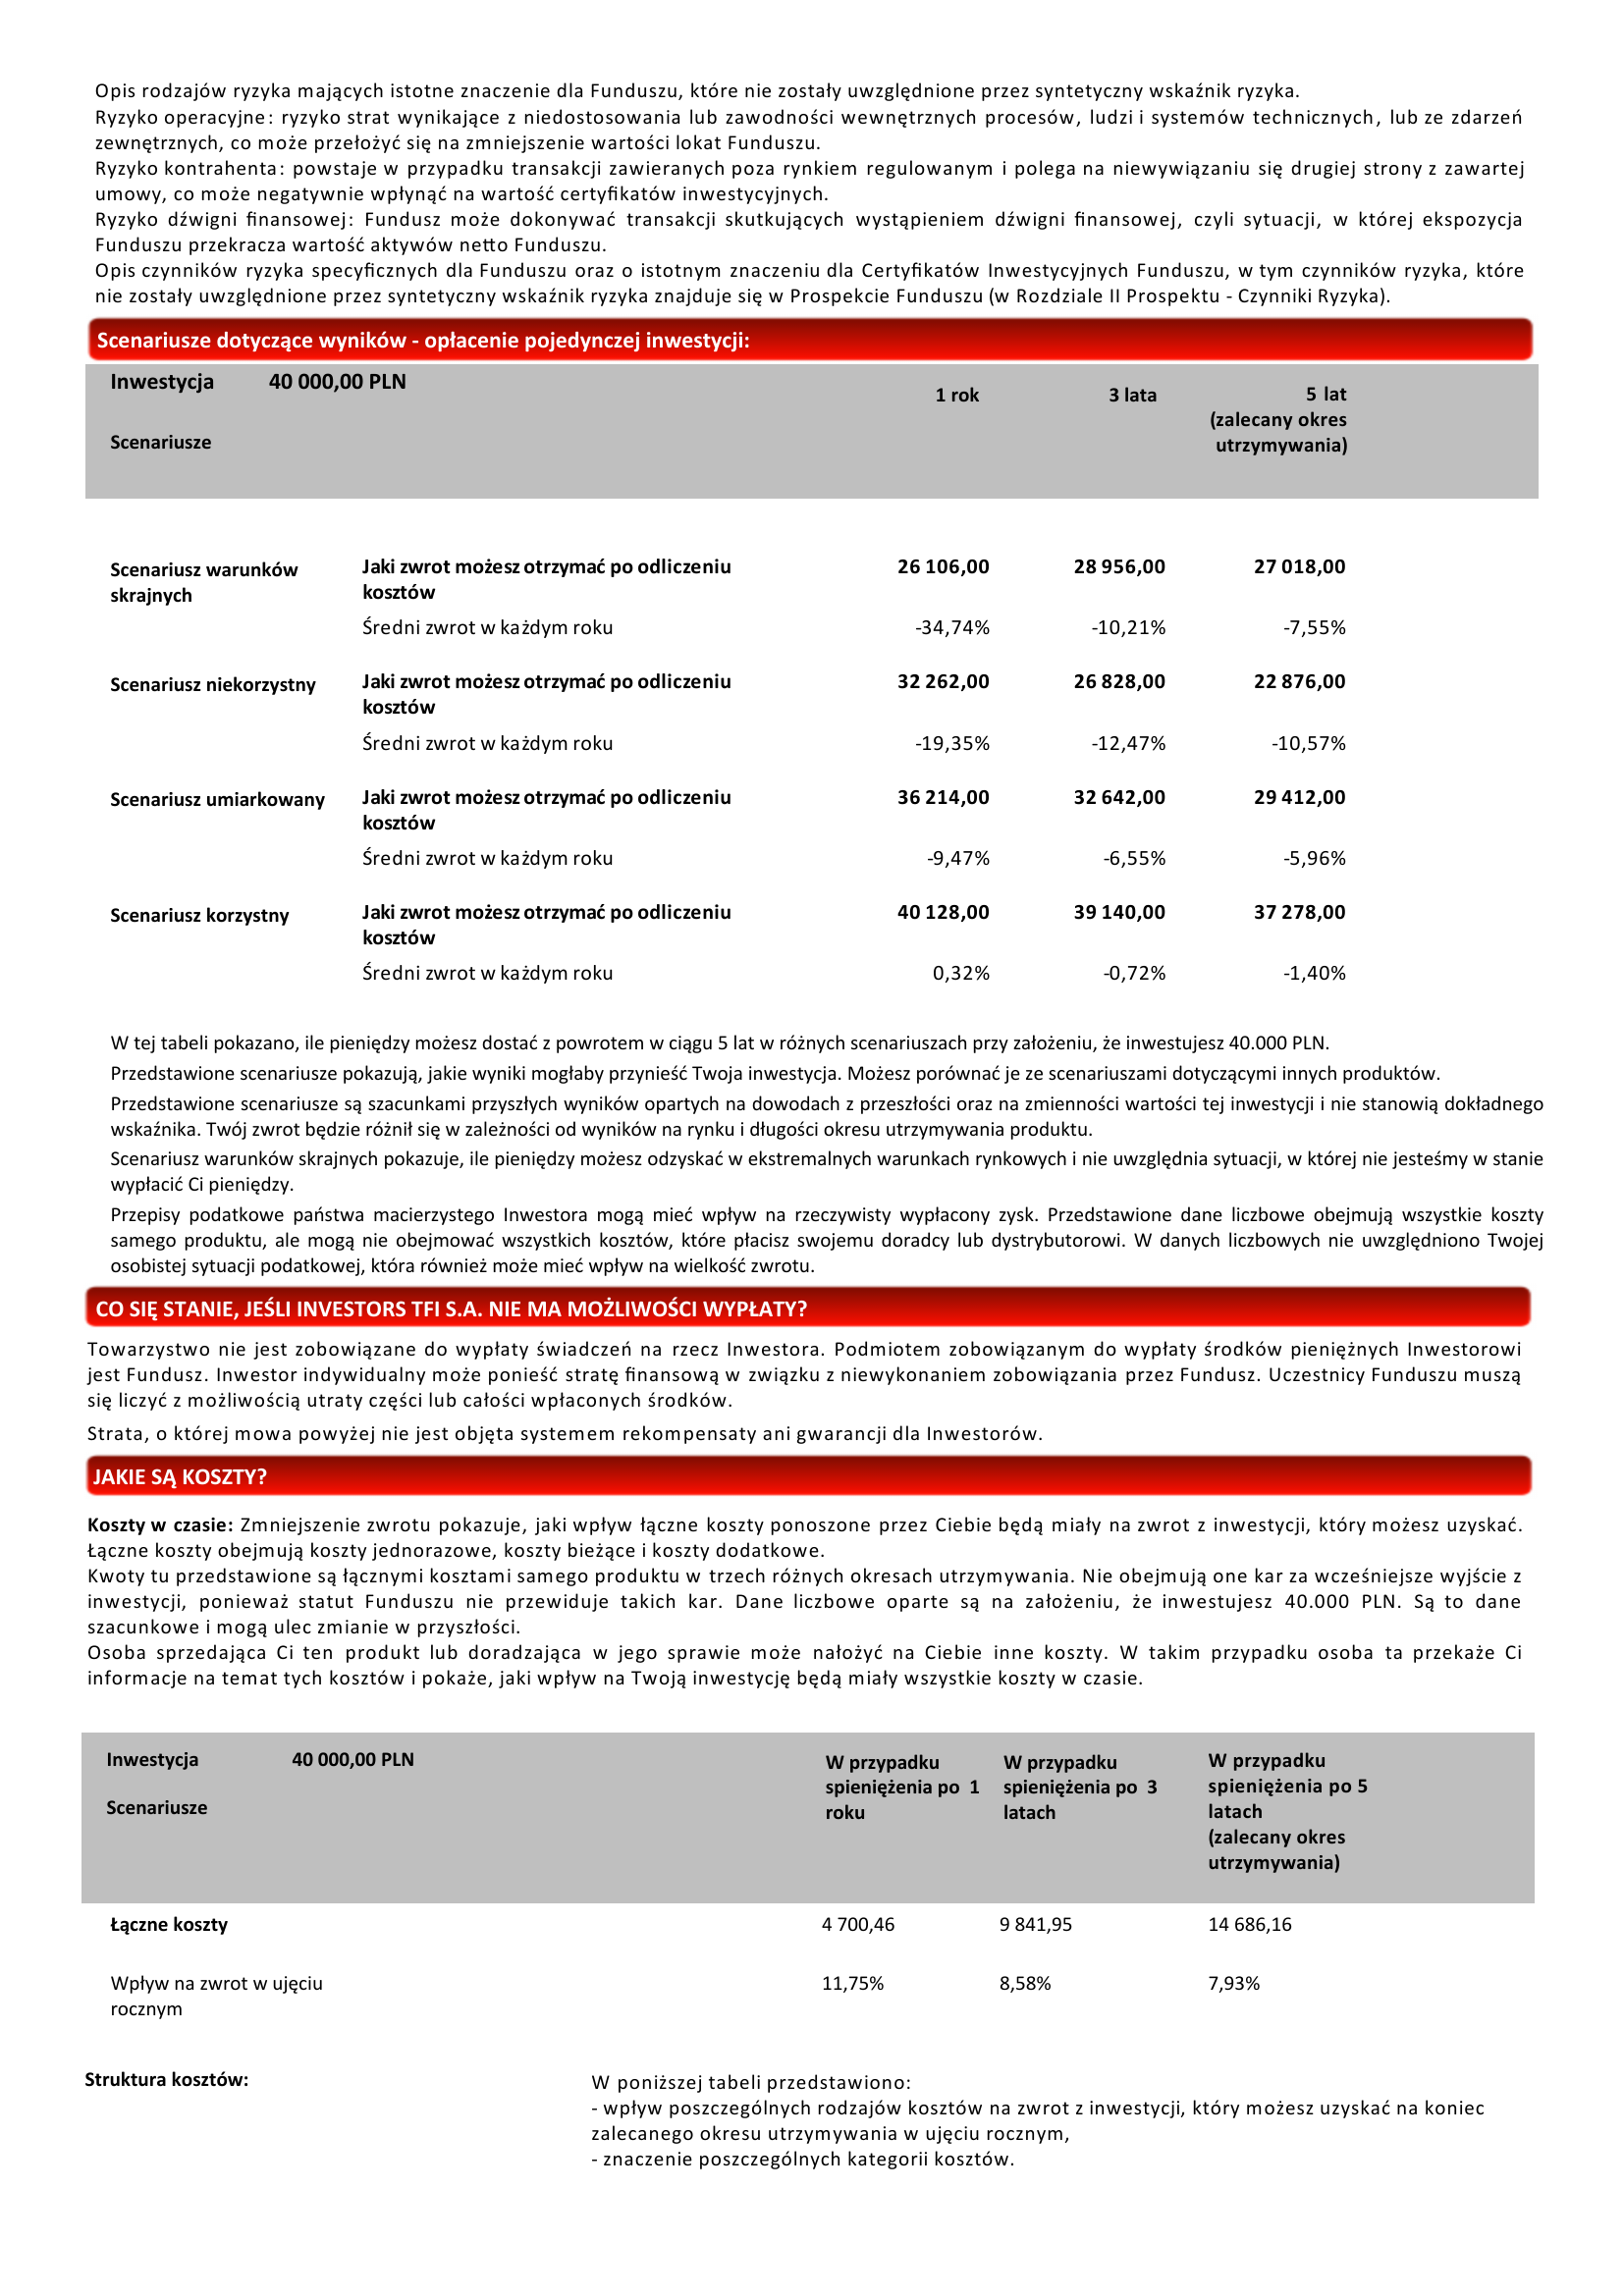 Opis rodzajów ryzyka mających istotne znaczenie dla Funduszu, które nie zostały uwzględnione przez syntetyczny wskaźnik ryzyka.
Ryzyko operacyjne: ryzyko strat wynikające z niedostosowania lub zawodności wewnętrznych procesów, ludzi i systemów technicznych, lub ze zdarzeń
zewnętrznych, co może przełożyć się na zmniejszenie wartości lokat Funduszu.
Ryzyko kontrahenta: powstaje w przypadku transakcji zawieranych poza rynkiem regulowanym i polega na niewywiązaniu się drugiej strony z zawartej
umowy, co może negatywnie wpłynąć na wartość certyfikatów inwestycyjnych.
Ryzyko dźwigni finansowej: Fundusz może dokonywać transakcji skutkujących wystąpieniem dźwigni finansowej, czyli sytuacji, w której ekspozycja
Funduszu przekracza wartość aktywów netto Funduszu.
Opis czynników ryzyka specyficznych dla Funduszu oraz o istotnym znaczeniu dla Certyfikatów Inwestycyjnych Funduszu, w tym czynników ryzyka, które
nie zostały uwzględnione przez syntetyczny wskaźnik ryzyka znajduje się w Prospekcie Funduszu (w Rozdziale II Prospektu - Czynniki Ryzyka).
Scenariusze dotyczące wyników - opłacenie pojedynczej inwestycji:
Inwestycja 40 000,00 PLN 1 rok 3 lata 5 lat
(zalecany okres
Scenariusze utrzymywania)
Scenariusz warunków Jaki zwrot możesz otrzymać po odliczeniu 26 106,00 28 956,00 27 018,00
skrajnych kosztów
Średni zwrot w każdym roku -34,74% -10,21% -7,55%
Scenariusz niekorzystny Jaki zwrot możesz otrzymać po odliczeniu 32 262,00 26 828,00 22 876,00
kosztów
Średni zwrot w każdym roku -19,35% -12,47% -10,57%
Scenariusz umiarkowany Jaki zwrot możesz otrzymać po odliczeniu 36 214,00 32 642,00 29 412,00
kosztów
Średni zwrot w każdym roku -9,47% -6,55% -5,96%
Scenariusz korzystny Jaki zwrot możesz otrzymać po odliczeniu 40 128,00 39 140,00 37 278,00
kosztów
Średni zwrot w każdym roku 0,32% -0,72% -1,40%
W tej tabeli pokazano, ile pieniędzy możesz dostać z powrotem w ciągu 5 lat w różnych scenariuszach przy założeniu, że inwestujesz 40.000 PLN.
Przedstawione scenariusze pokazują, jakie wyniki mogłaby przynieść Twoja inwestycja. Możesz porównać je ze scenariuszami dotyczącymi innych produktów.
Przedstawione scenariusze są szacunkami przyszłych wyników opartych na dowodach z przeszłości oraz na zmienności wartości tej inwestycji i nie stanowią dokładnego
wskaźnika. Twój zwrot będzie różnił się w zależności od wyników na rynku i długości okresu utrzymywania produktu.
Scenariusz warunków skrajnych pokazuje, ile pieniędzy możesz odzyskać w ekstremalnych warunkach rynkowych i nie uwzględnia sytuacji, w której nie jesteśmy w stanie
wypłacić Ci pieniędzy.
Przepisy podatkowe państwa macierzystego Inwestora mogą mieć wpływ na rzeczywisty wypłacony zysk. Przedstawione dane liczbowe obejmują wszystkie koszty
samego produktu, ale mogą nie obejmować wszystkich kosztów, które płacisz swojemu doradcy lub dystrybutorowi. W danych liczbowych nie uwzględniono Twojej
osobistej sytuacji podatkowej, która również może mieć wpływ na wielkość zwrotu.
CO SIĘ STANIE, JEŚLI INVESTORS TFI S.A. NIE MA MOŻLIWOŚCI WYPŁATY?
Towarzystwo nie jest zobowiązane do wypłaty świadczeń na rzecz Inwestora. Podmiotem zobowiązanym do wypłaty środków pieniężnych Inwestorowi
jest Fundusz. Inwestor indywidualny może ponieść stratę finansową w związku z niewykonaniem zobowiązania przez Fundusz. Uczestnicy Funduszu muszą
się liczyć z możliwością utraty części lub całości wpłaconych środków.
Strata, o której mowa powyżej nie jest objęta systemem rekompensaty ani gwarancji dla Inwestorów.
JAKIE SĄ KOSZTY?
Koszty w czasie: Zmniejszenie zwrotu pokazuje, jaki wpływ łączne koszty ponoszone przez Ciebie będą miały na zwrot z inwestycji, który możesz uzyskać.
Łączne koszty obejmują koszty jednorazowe, koszty bieżące i koszty dodatkowe.
Kwoty tu przedstawione są łącznymi kosztami samego produktu w trzech różnych okresach utrzymywania. Nie obejmują one kar za wcześniejsze wyjście z
inwestycji, ponieważ statut Funduszu nie przewiduje takich kar. Dane liczbowe oparte są na założeniu, że inwestujesz 40.000 PLN. Są to dane
szacunkowe i mogą ulec zmianie w przyszłości.
Osoba sprzedająca Ci ten produkt lub doradzająca w jego sprawie może nałożyć na Ciebie inne koszty. W takim przypadku osoba ta przekaże Ci
informacje na temat tych kosztów i pokaże, jaki wpływ na Twoją inwestycję będą miały wszystkie koszty w czasie.
Inwestycja 40 000,00 PLN W przypadku W przypadku W przypadku
spieniężenia po 1 spieniężenia po 3 spieniężenia po 5
Scenariusze roku latach latach
(zalecany okres
utrzymywania)
Łączne koszty 4 700,46 9 841,95 14 686,16
Wpływ na zwrot w ujęciu 11,75% 8,58% 7,93%
rocznym
Struktura kosztów: W poniższej tabeli przedstawiono:
- wpływ poszczególnych rodzajów kosztów na zwrot z inwestycji, który możesz uzyskać na koniec
zalecanego okresu utrzymywania w ujęciu rocznym,
- znaczenie poszczególnych kategorii kosztów.